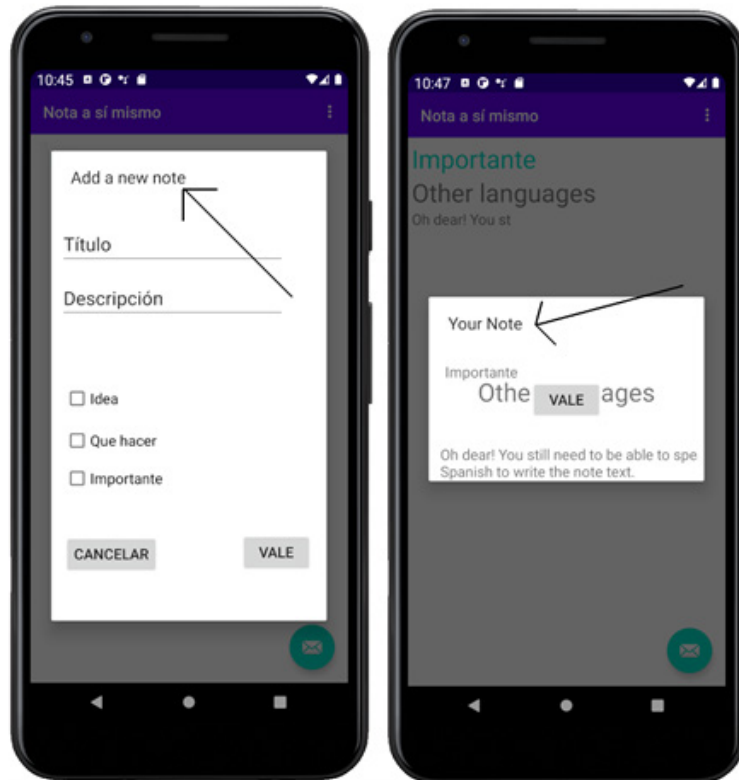 10:45
Nota a sí mismo
Add a new note
Título
Descripción
Idea
Que hacer
Importante
CANCELAR
VALE
10:47
Nota a sí mismo
Importante
Other languages
Oh dear! You st
Your Note
Importante
Othe VALE ages
Oh dear! You still need to be able to spe
Spanish to write the note text.